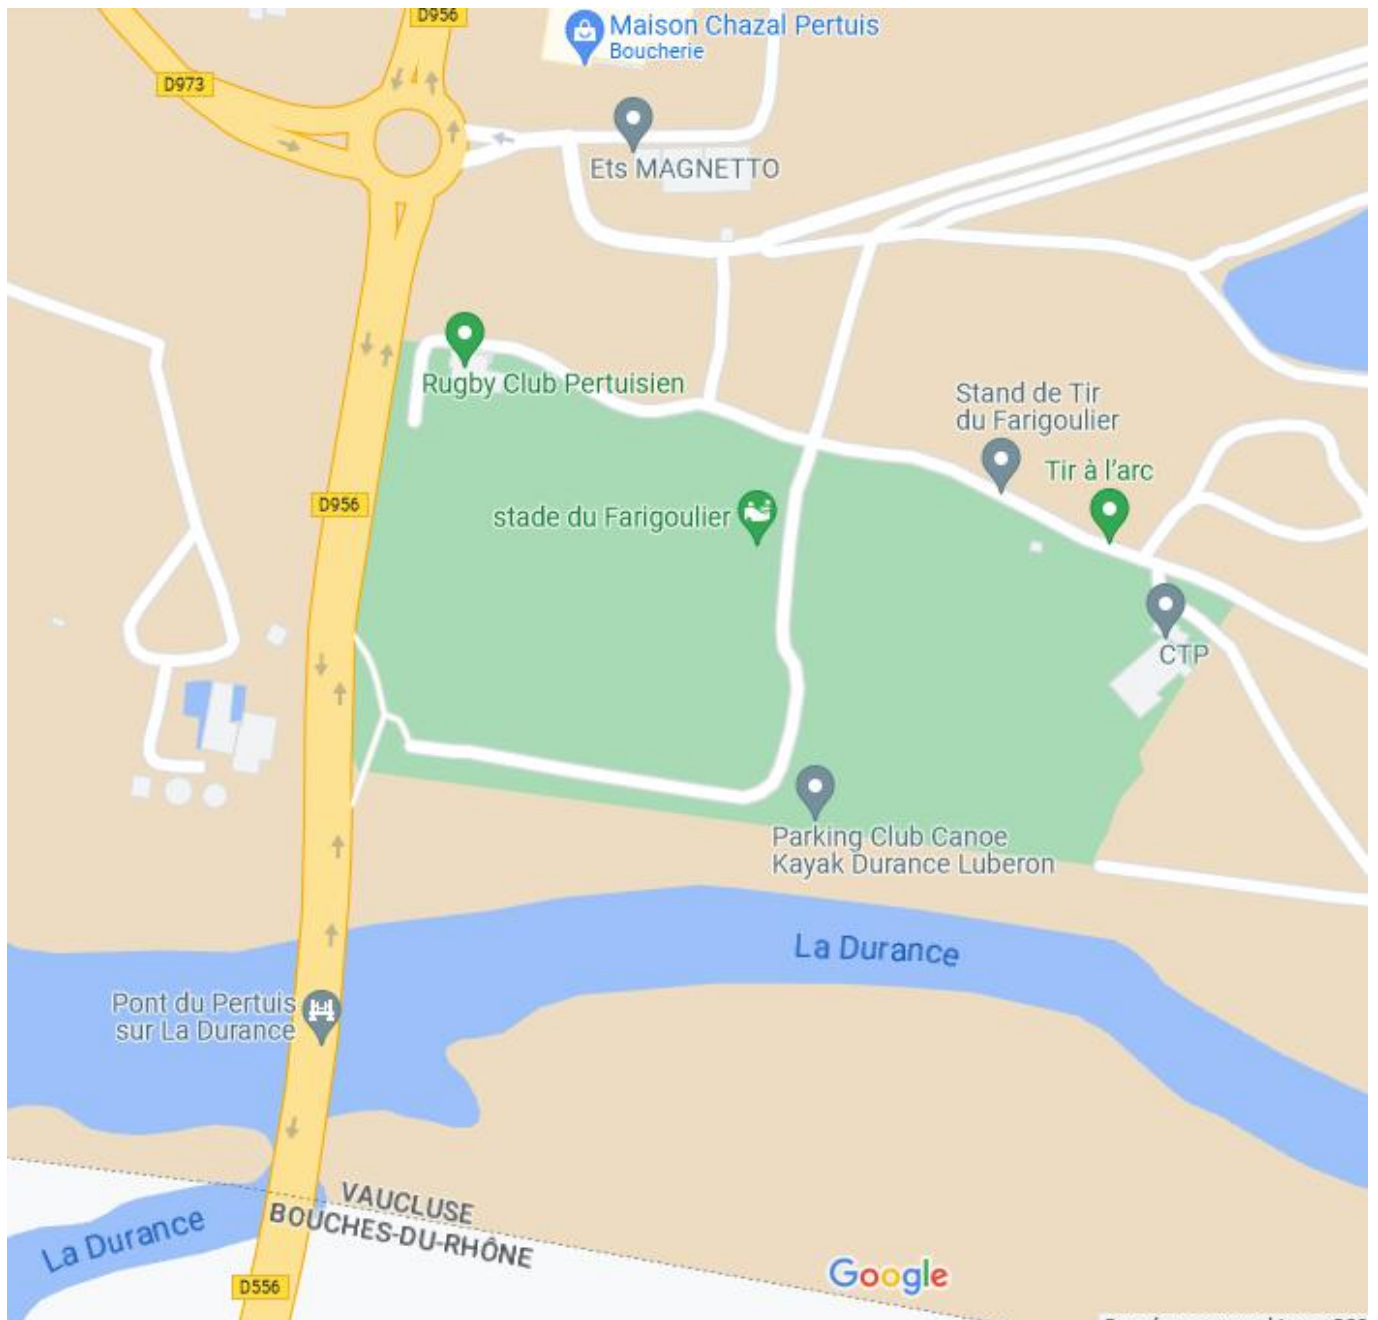 D956
Maison Chazal Pertuis
Boucherie
D973
Ets MAGNETTO
Rugby Club Pertuisien
Stand de Tir
du Farigoulier
Tir à l'arc
D956
stade du Farigoulier
CTP
Parking Club Canoe
Kayak Durance Luberon
La Durance
Pont du Pertuis
sur La Durance
VAUCLUSE
BOUCHES-DU-RHÔNE
La Durance
Google
D556